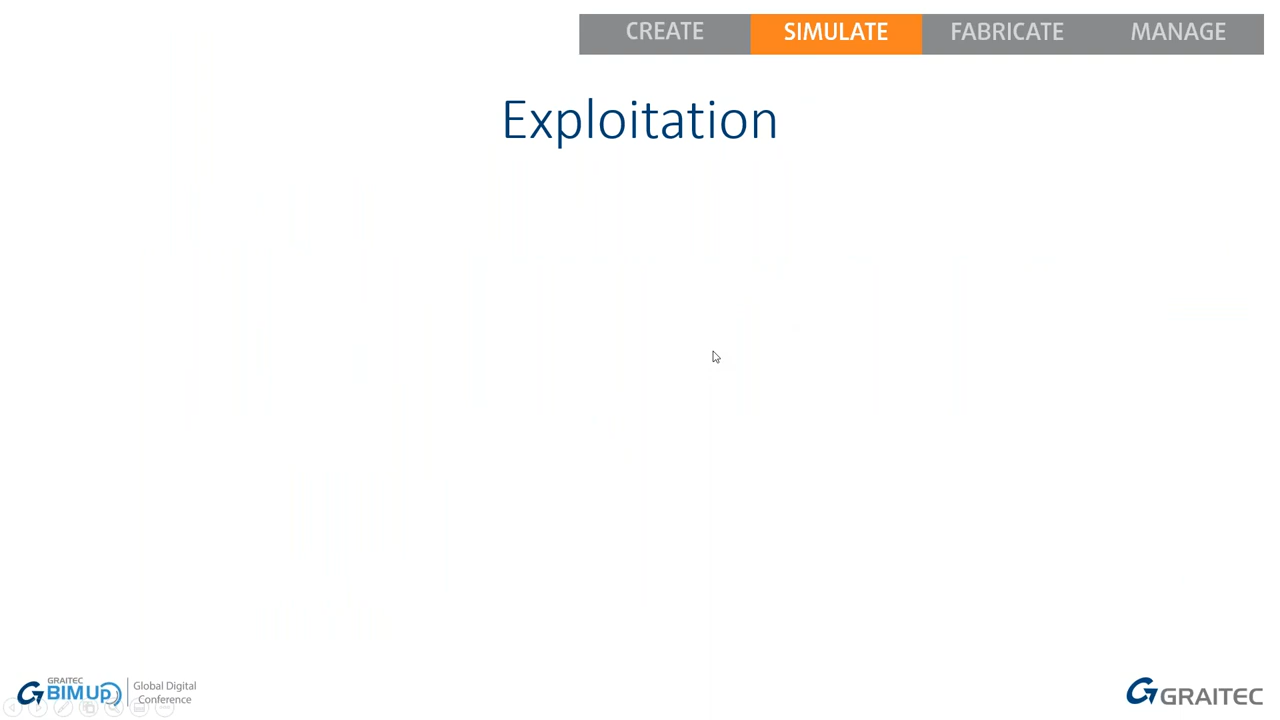 CREATE SIMULATE FABRICATE MANAGE
Exploitation
GRAITEC
BIMUp
Global Digital
Conference
GRAITEC